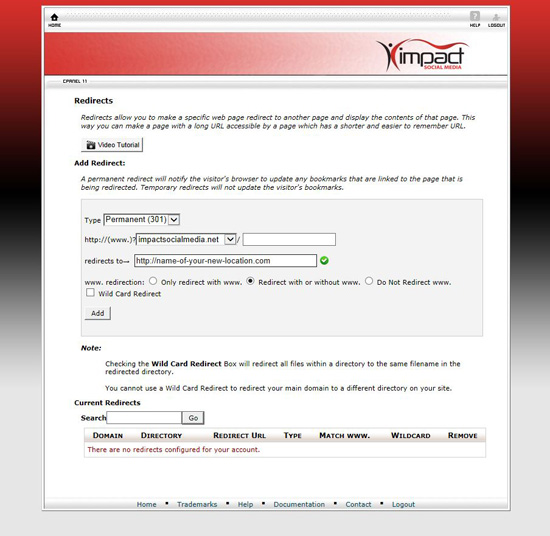 HOME
HELP LOGOUT
impact
SOCIAL MEDIA
CPANEL 11
Redirects
Redirects allow you to make a specific web page redirect to another page and display the contents of that page. This
way you can make a page with a long URL accessible by a page which has a shorter and easier to remember URL.
Video Tutorial
Add Redirect:
A permanent redirect will notify the visitor's browser to update any bookmarks that are linked to the page that is
being redirected. Temporary redirects will not update the visitor's bookmarks.
Type Permanent (301)
http://(www.)? impactsocialmedia.net /
redirects to→ http://name-of-your-new-location.com
www. redirection: Only redirect with www. Redirect with or without www. Do Not Redirect www.
Wild Card Redirect
Add
Note:
Checking the Wild Card Redirect Box will redirect all files within a directory to the same filename in the
redirected directory.
You cannot use a Wild Card Redirect to redirect your main domain to a different directory on your site.
Current Redirects
Search Go
DOMAIN DIRECTORY REDIRECT URL TYPE MATCH WWW. WILDCARD REMOVE
There are no redirects configured for your account.
Home ▪ Trademarks ▪ Help ▪ Documentation ▪ Contact ▪ Logout